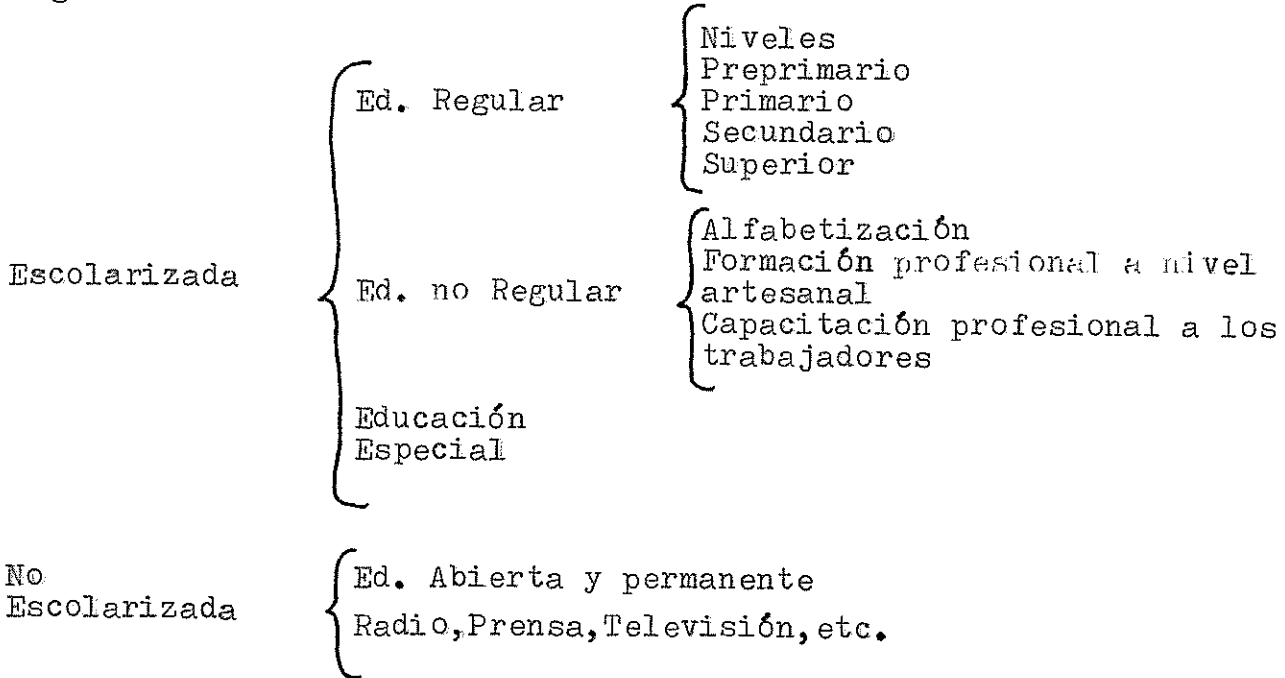 Niveles
Preprimario
Ed. Regular
Primario
Secundario
Superior
Alfabetización
Formación profesional a nivel
Escolarizada
Ed. no Regular
artesanal
Capacitación profesional a los
trabajadores
Educación
Especial
No
Escolarizada
Ed. Abierta y permanente
Radio,Prensa,Televisión,etc.